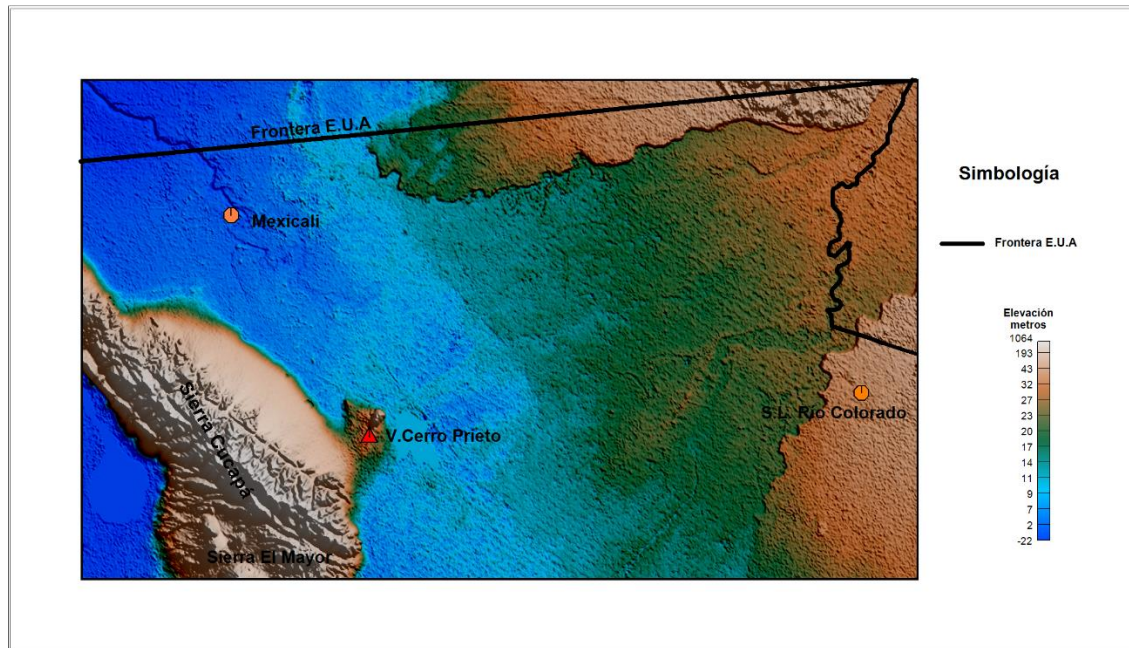 Frontera E.U.A
Mexicali
Sierra Cucapá
V.Cerro Prieto
S.L. Río Colorado
Sierra El Mayor
Simbología
Frontera E.U.A
Elevación
metros
1064
193
43
32
27
23
20
17
14
11
9
7
2
-22